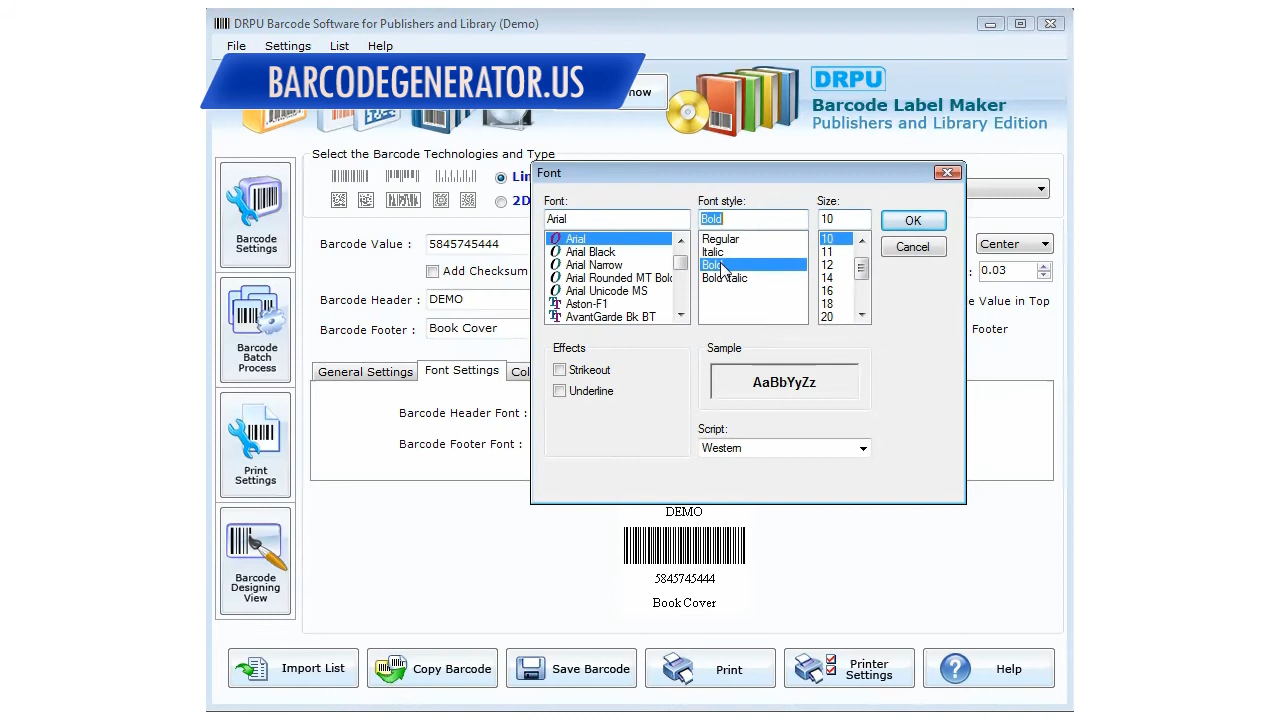 DRPU Barcode Software for Publishers and Library (Demo)
File Settings List Help
BARCODEGENERATOR.US
DRPU
Barcode Label Maker
Publishers and Library Edition
Select the Barcode Technologies and Type
Barcode Settings
Barcode Batch Process
Print Settings
Barcode Designing View
Barcode Value : 5845745444
Add Checksum
Barcode Header : DEMO
Barcode Footer : Book Cover
Center
0.03
Value in Top
Footer
General Settings Font Settings
Barcode Header Font :
Barcode Footer Font :
Font
Font: Font style: Size:
Arial Bold 10
OK
Cancel
Arial
Arial Black
Arial Narrow
Arial Unicode MS
Aston-F1
AvantGarde Bk BT
Regular
Italic
Bold
Bold Italic
10
11
12
14
16
18
20
Effects
Strikeout
Underline
Sample
AaBbYyZz
Script:
Western
DEMO
5845745444
Book Cover
Import List
Copy Barcode
Save Barcode
Print
Printer Settings
Help